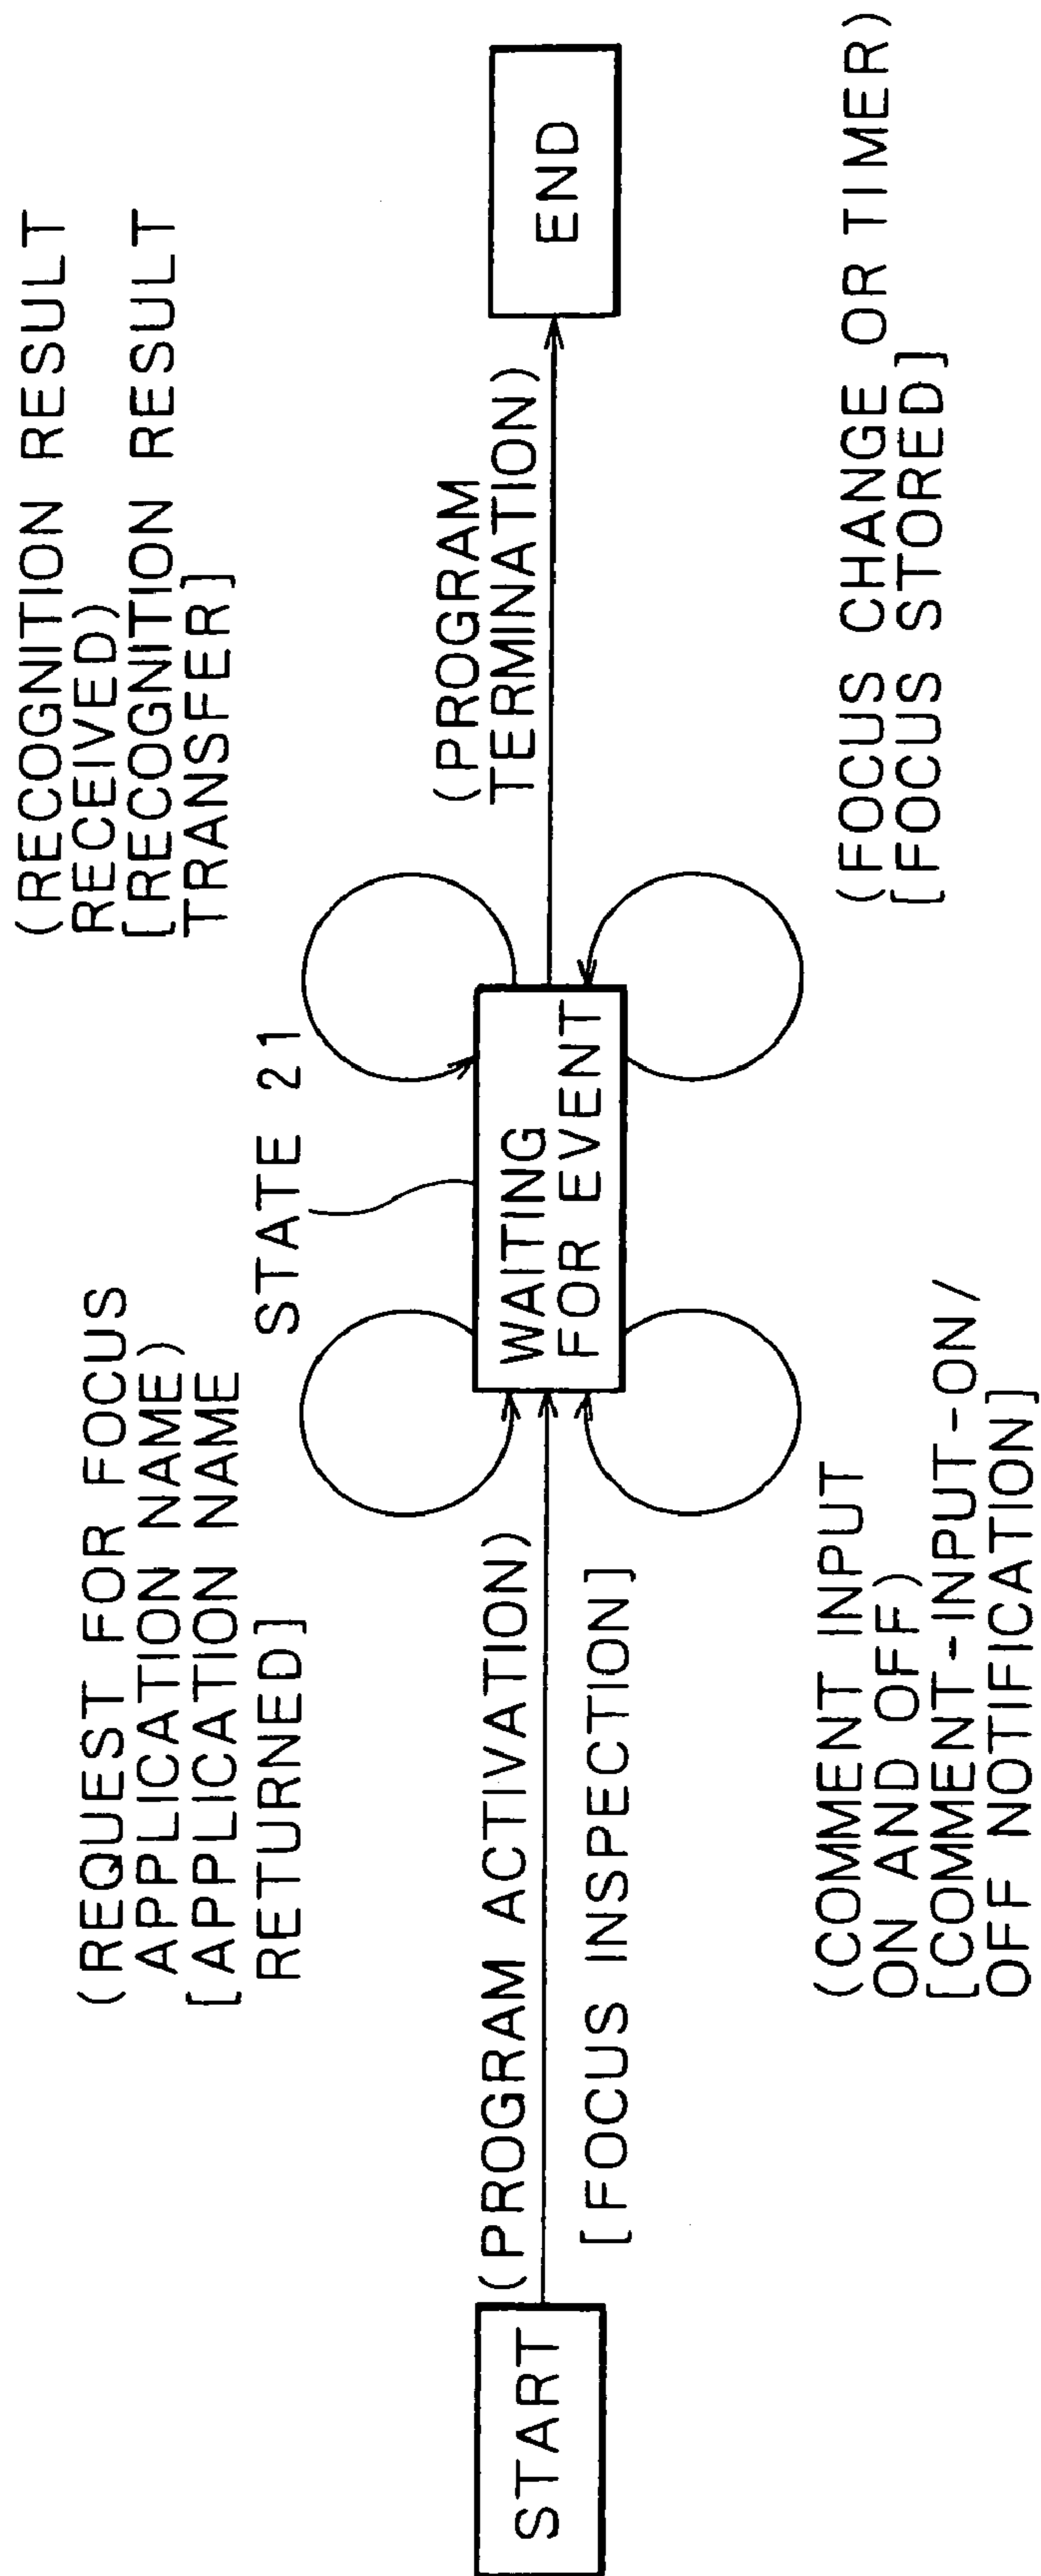 (REQUEST FOR FOCUS
APPLICATION NAME)
[APPLICATION NAME
RETURNED]
(RECOGNITION RESULT
RECEIVED)
[RECOGNITION RESULT
TRANSFER]
STATE 21
START
(PROGRAM ACTIVATION)
[FOCUS INSPECTION]
WAITING
FOR EVENT
(PROGRAM
TERMINATION)
END
(COMMENT INPUT
ON AND OFF)
[COMMENT-INPUT-ON/
OFF NOTIFICATION]
(FOCUS CHANGE OR TIMER)
[FOCUS STORED]